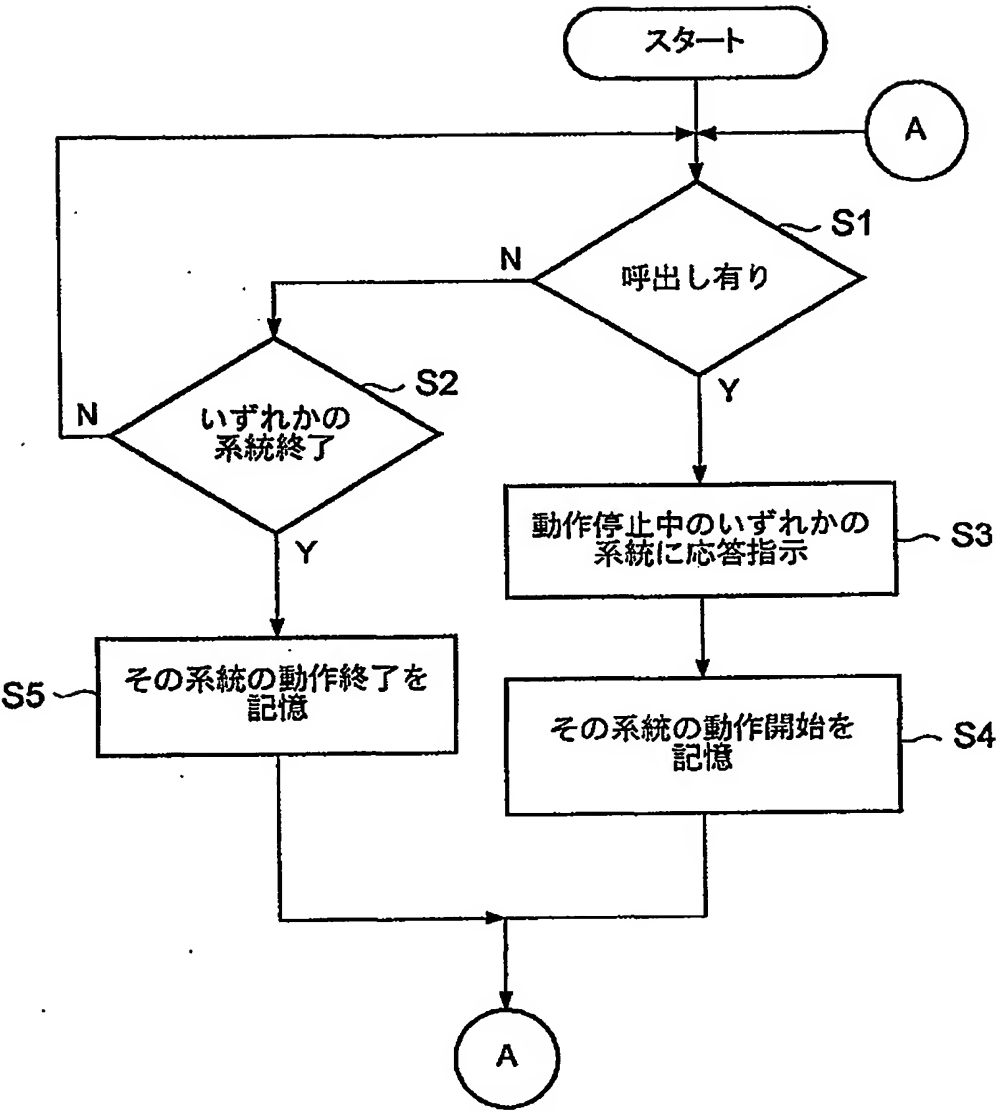 スタート
A
S1
呼出し有り
N
Y
S2
いずれかの
系統終了
N
Y
動作停止中のいずれかの
系統に応答指示
S3
その系統の動作終了を
記憶
S5
その系統の動作開始を
記憶
S4
A